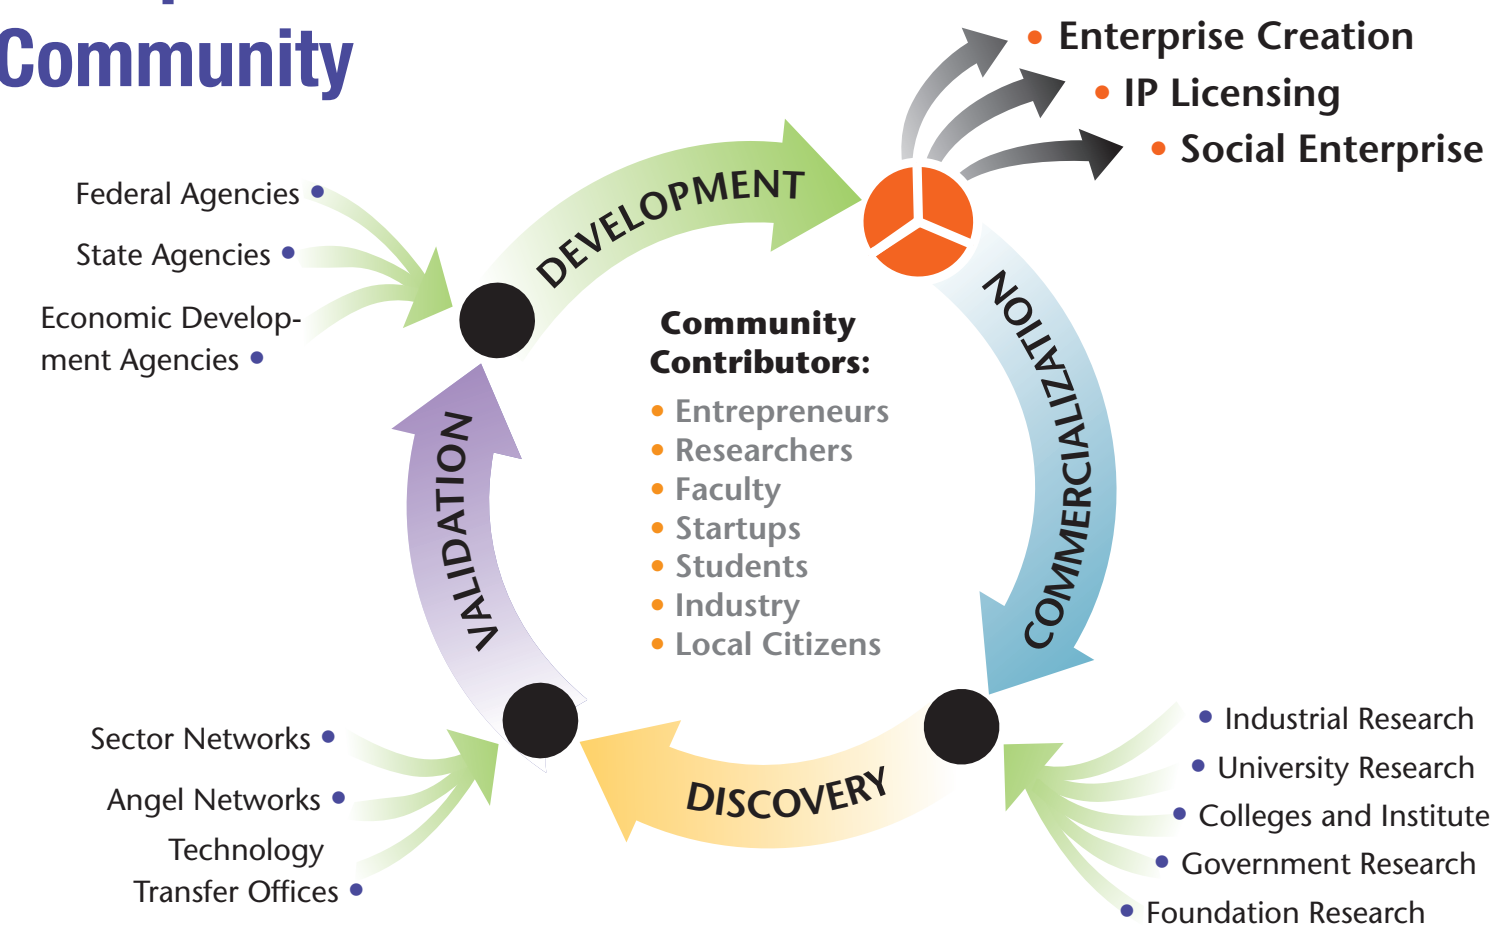 Community
Enterprise Creation
IP Licensing
Social Enterprise
Federal Agencies
State Agencies
Economic Develop-
ment Agencies
DEVELOPMENT
COMMERCIALIZATION
VALIDATION
DISCOVERY
Community
Contributors:
Entrepreneurs
Researchers
Faculty
Startups
Students
Industry
Local Citizens
Sector Networks
Angel Networks
Technology
Transfer Offices
Industrial Research
University Research
Colleges and Institute
Government Research
Foundation Research